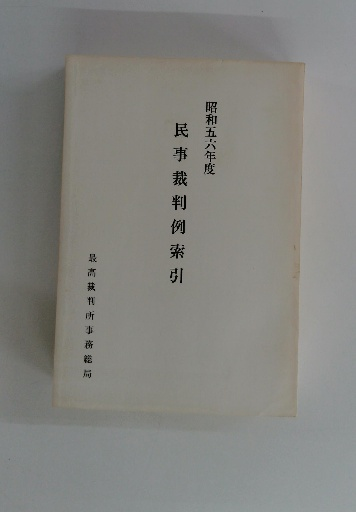 昭和五六年度
民事裁判例索引
最高裁判所事務総局